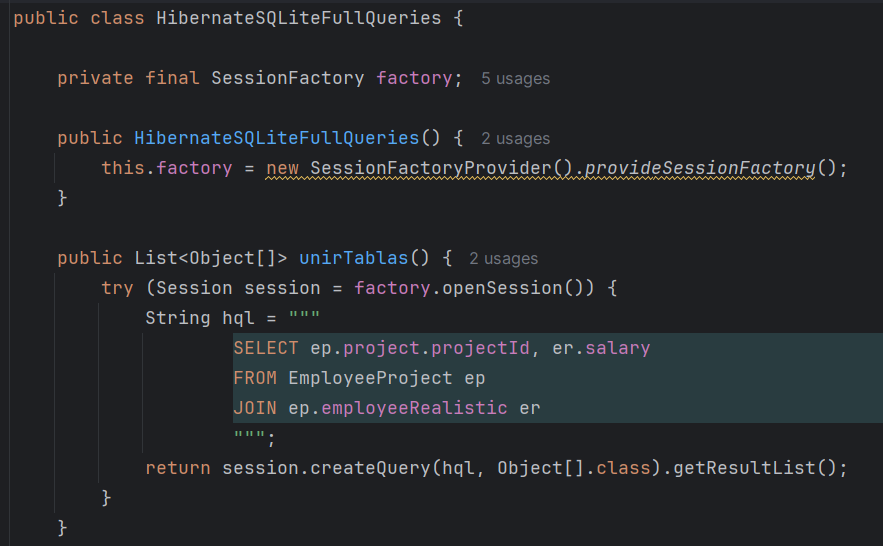 public class HibernateSQLiteFullQueries {
private final SessionFactory factory; 5 usages
public HibernateSQLiteFullQueries() { 2 usages
this.factory = new SessionFactoryProvider().provideSessionFactory();
}
public List<Object[]> unirTablas() { 2 usages
try (Session session = factory.openSession()) {
String hql = """
SELECT ep.project.projectId, er.salary
FROM EmployeeProject ep
JOIN ep.employeeRealistic er
""";
return session.createQuery(hql, Object[].class).getResultList();
}
}